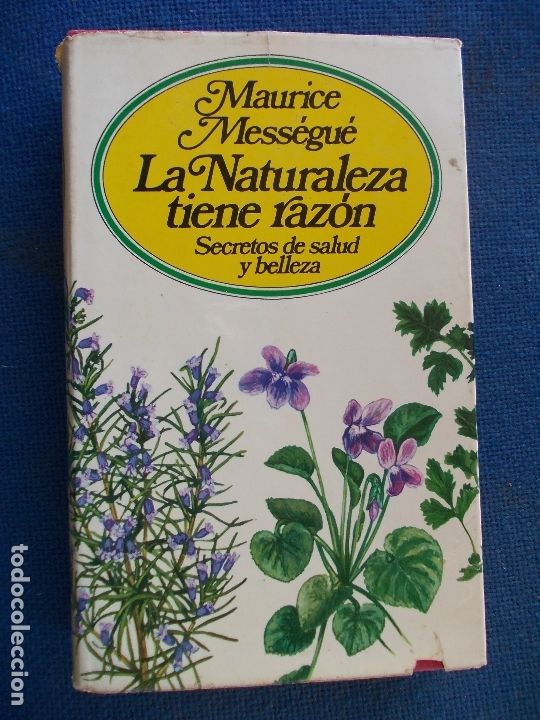 Maurice
Mességué
La Naturaleza
tiene razón
Secretos de salud
y belleza
todocoleccion